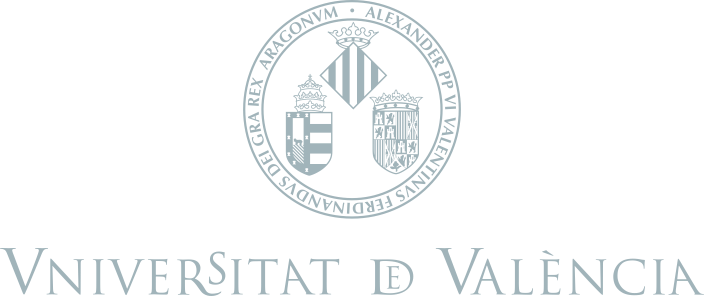 ALEXANDER PP VI VALENTINVS FERDINANDVS DEI GRA REX ARAGONVM ·
VNIVERSITAT DE VALÈNCIA